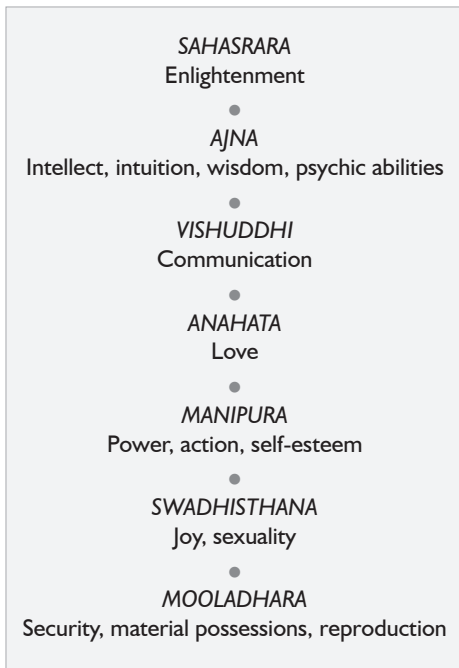 SAHASRARA
Enlightenment
AJNA
Intellect, intuition, wisdom, psychic abilities
VISHUDDHI
Communication
ANAHATA
Love
MANIPURA
Power, action, self-esteem
SWADHISTHANA
Joy, sexuality
MOOLADHARA
Security, material possessions, reproduction